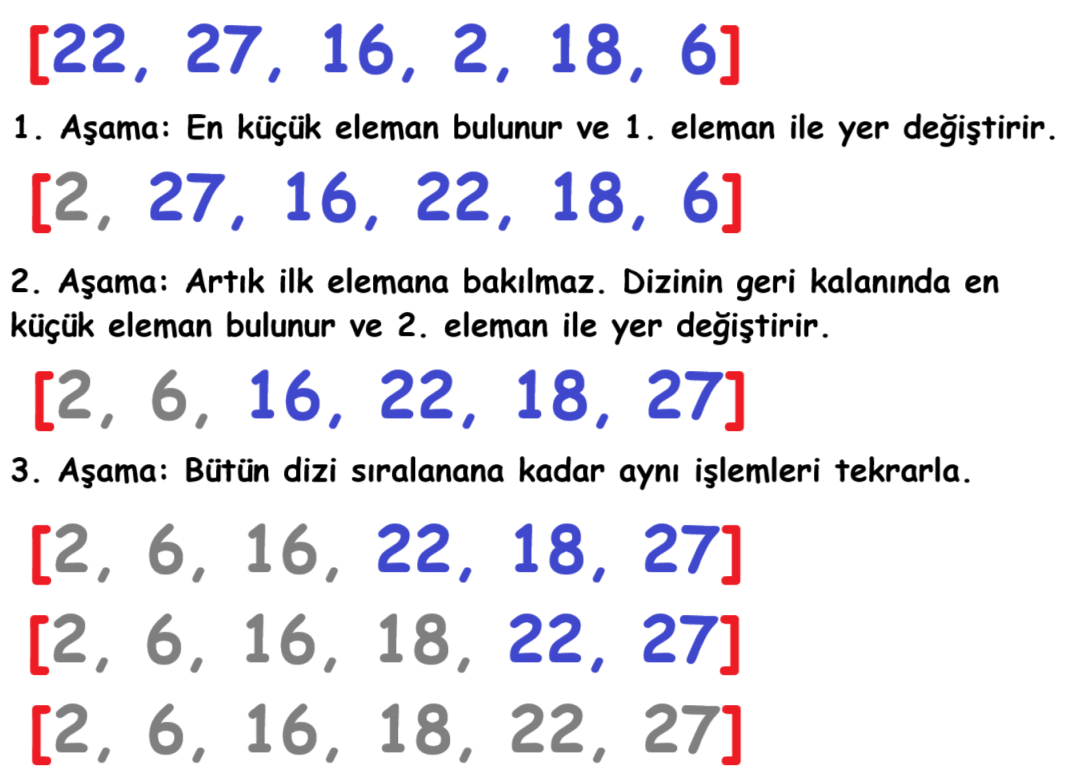 [22, 27, 16, 2, 18, 6]
1. Aşama: En küçük eleman bulunur ve 1. eleman ile yer değiştirir.
[2, 27, 16, 22, 18, 6]
2. Aşama: Artık ilk elemana bakılmaz. Dizinin geri kalanında en
küçük eleman bulunur ve 2. eleman ile yer değiştirir.
[2, 6, 16, 22, 18, 27]
3. Aşama: Bütün dizi sıralanana kadar aynı işlemleri tekrarla.
[2, 6, 16, 22, 18, 27]
[2, 6, 16, 18, 22, 27]
[2, 6, 16, 18, 22, 27]